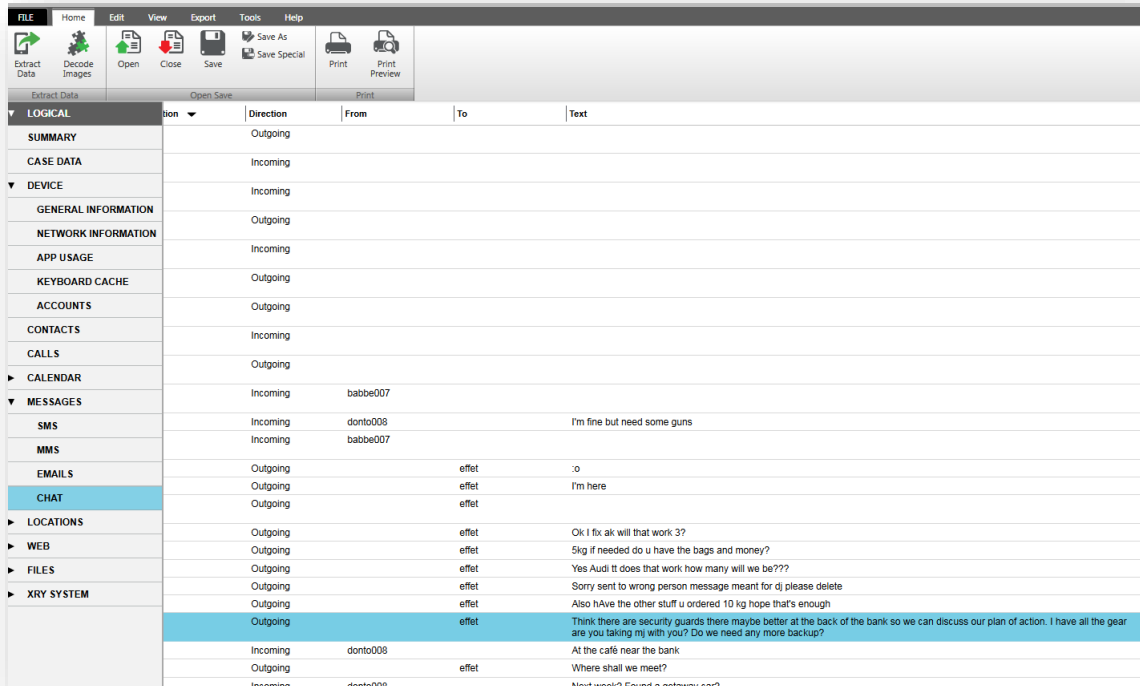 FILE Home Edit View Export Tools Help
Extract Data
Decode Images
Open
Close
Save
Save As
Save Special
Print
Print Preview
Extract Data
Open Save
Print
LOGICAL
SUMMARY
CASE DATA
DEVICE
GENERAL INFORMATION
NETWORK INFORMATION
APP USAGE
KEYBOARD CACHE
ACCOUNTS
CONTACTS
CALLS
CALENDAR
MESSAGES
SMS
MMS
EMAILS
CHAT
LOCATIONS
WEB
FILES
XRY SYSTEM
tion Direction From To Text
Outgoing
Incoming
Incoming
Outgoing
Incoming
Outgoing
Outgoing
Incoming
Outgoing
Incoming babbe007
Incoming donto008 I'm fine but need some guns
Incoming babbe007
Outgoing effet :o
Outgoing effet I'm here
Outgoing effet
Outgoing effet Ok I fix ak will that work 3?
Outgoing effet 5kg if needed do u have the bags and money?
Outgoing effet Yes Audi tt does that work how many will we be???
Outgoing effet Sorry sent to wrong person message meant for dj please delete
Outgoing effet Also hAve the other stuff u ordered 10 kg hope that's enough
Outgoing effet Think there are security guards there maybe better at the back of the bank so we can discuss our plan of action. I have all the gear
are you taking mj with you? Do we need any more backup?
Incoming donto008 At the café near the bank
Outgoing effet Where shall we meet?
Incoming donto008 Next week? Found a getaway car?